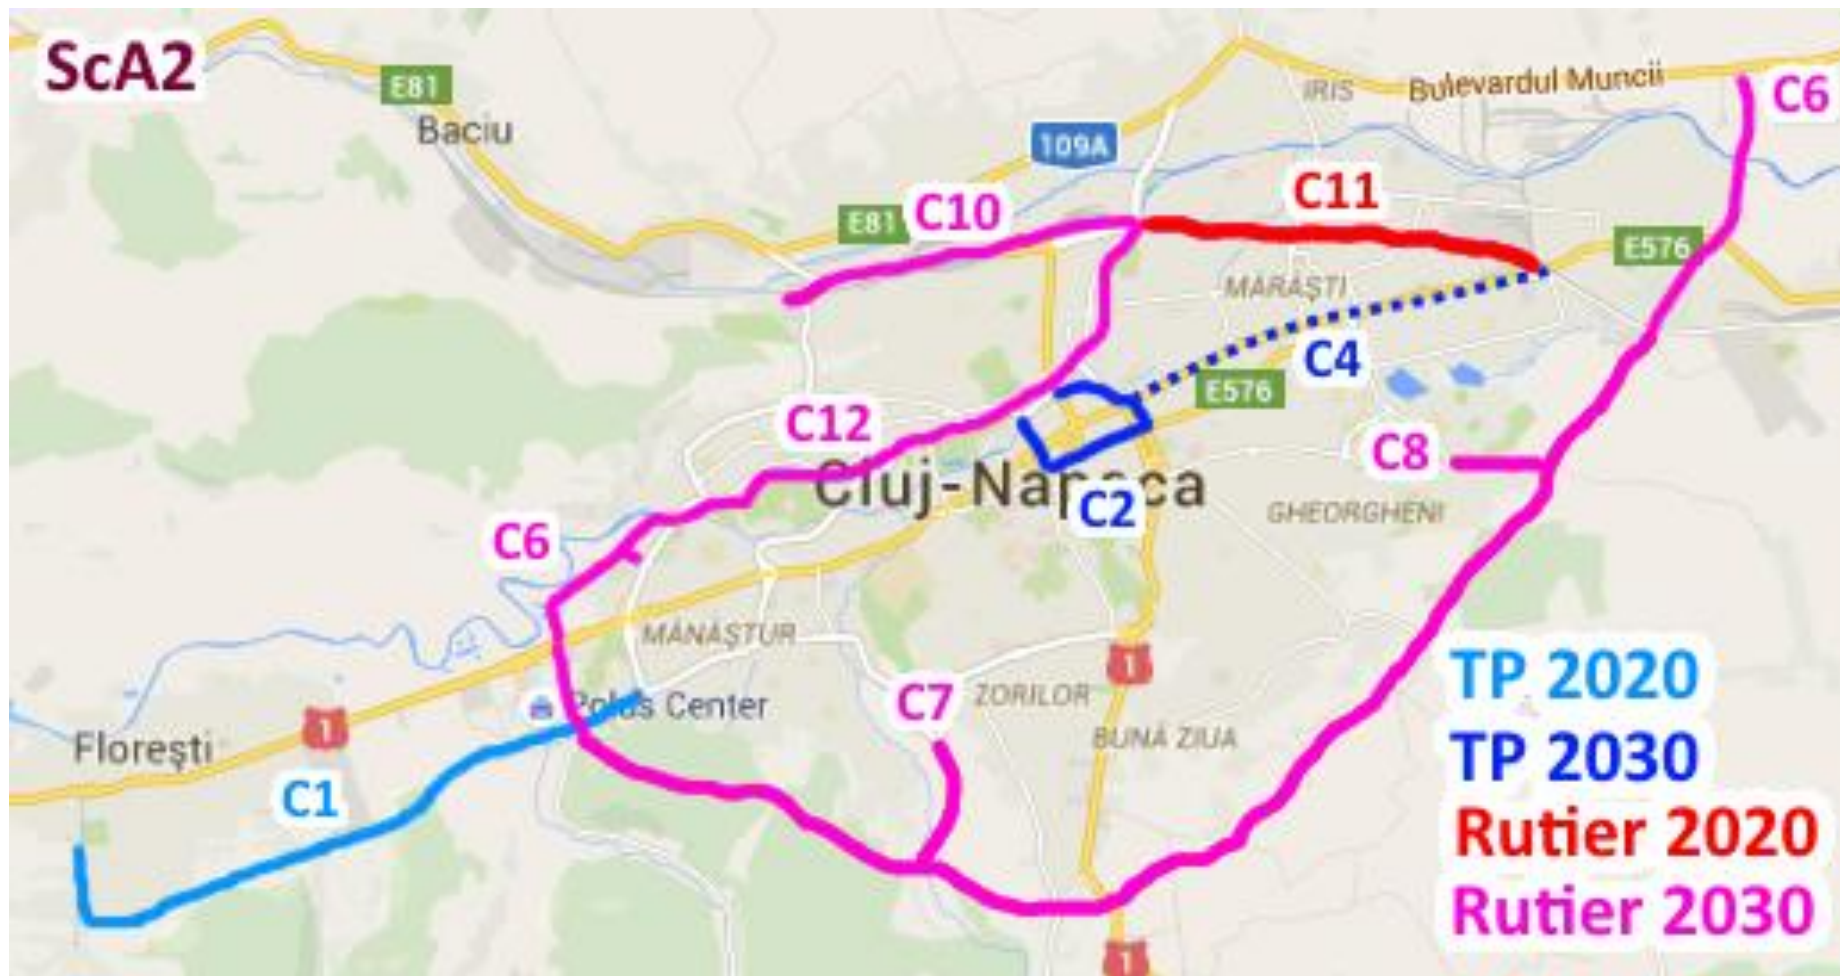 ScA2
E81
Baciu
109A
IRIS
Bulevardul Muncii
C6
E81
C10
C11
E576
MĂRĂȘTI
C4
E576
C12
C8
Cluj-Napoca
C2
GHEORGHENI
C6
MĂNĂȘTUR
1
C7
ZORILOR
Polus Center
1
Florești
BUNĂ ZIUA
C1
TP 2020
TP 2030
Rutier 2020
Rutier 2030
1